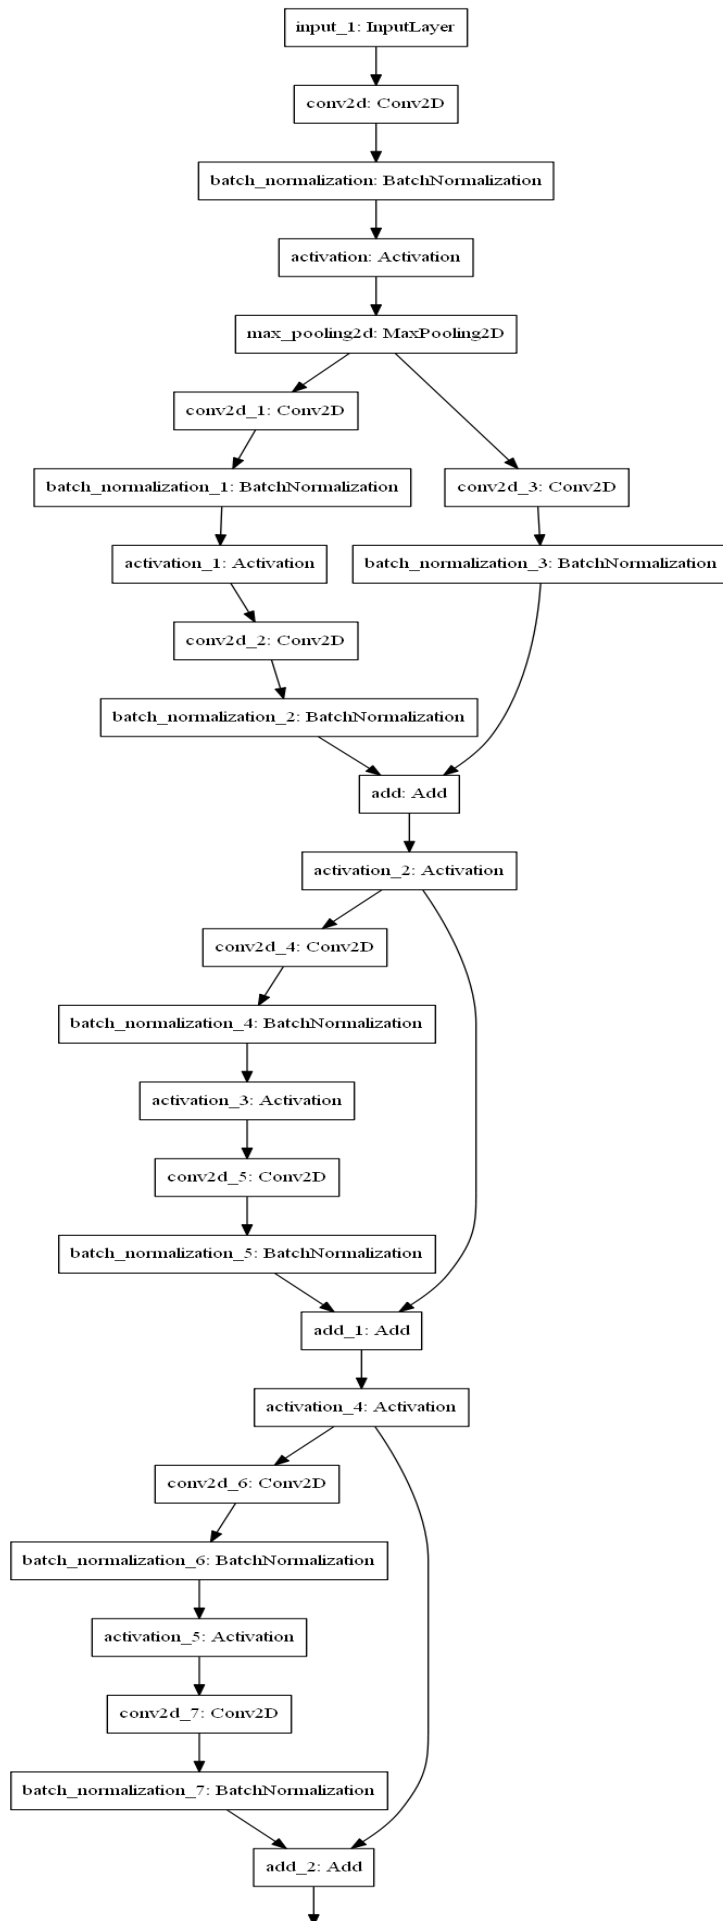 input_1: InputLayer
conv2d: Conv2D
batch_normalization: BatchNormalization
activation: Activation
max_pooling2d: MaxPooling2D
conv2d_1: Conv2D
batch_normalization_1: BatchNormalization
conv2d_3: Conv2D
activation_1: Activation
batch_normalization_3: BatchNormalization
conv2d_2: Conv2D
batch_normalization_2: BatchNormalization
add: Add
activation_2: Activation
conv2d_4: Conv2D
batch_normalization_4: BatchNormalization
activation_3: Activation
conv2d_5: Conv2D
batch_normalization_5: BatchNormalization
add_1: Add
activation_4: Activation
conv2d_6: Conv2D
batch_normalization_6: BatchNormalization
activation_5: Activation
conv2d_7: Conv2D
batch_normalization_7: BatchNormalization
add_2: Add